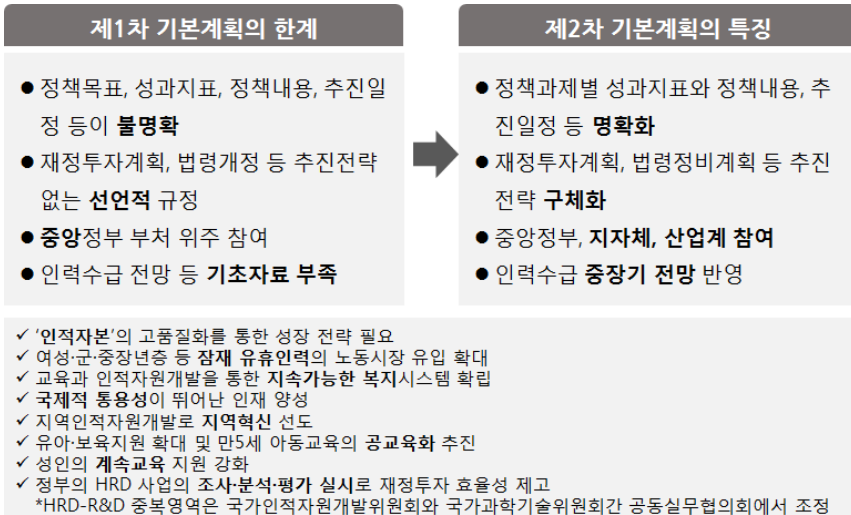 제1차 기본계획의 한계
● 정책목표, 성과지표, 정책내용, 추진일
정 등이 불명확
● 재정투자계획, 법령개정 등 추진전략
없는 선언적 규정
● 중앙정부 부처 위주 참여
● 인력수급 전망 등 기초자료 부족
제2차 기본계획의 특징
● 정책과제별 성과지표와 정책내용, 추
진일정 등 명확화
● 재정투자계획, 법령정비계획 등 추진
전략 구체화
● 중앙정부, 지자체, 산업계 참여
● 인력수급 중장기 전망 반영
✓ '인적자본'의 고품질화를 통한 성장 전략 필요
✓ 여성·군·중장년층 등 잠재 유휴인력의 노동시장 유입 확대
✓ 교육과 인적자원개발을 통한 지속가능한 복지시스템 확립
✓ 국제적 통용성이 뛰어난 인재 양성
✓ 지역인적자원개발로 지역혁신 선도
✓ 유아·보육지원 확대 및 만5세 아동교육의 공교육화 추진
✓ 성인의 계속교육 지원 강화
✓ 정부의 HRD 사업의 조사·분석·평가 실시로 재정투자 효율성 제고
*HRD-R&D 중복영역은 국가인적자원개발위원회와 국가과학기술위원회간 공동실무협의회에서 조정